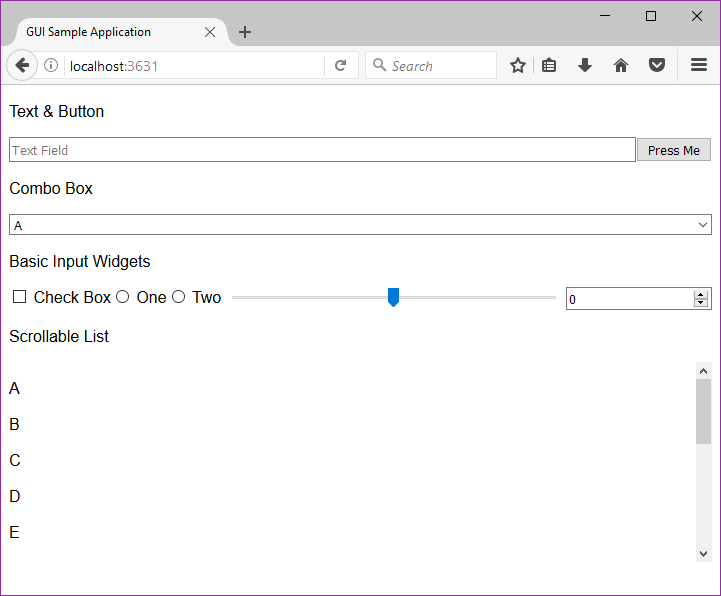 GUI Sample Application
localhost:3631
Search
Text & Button
Text Field
Press Me
Combo Box
A
Basic Input Widgets
Check Box One Two 0
Scrollable List
A
B
C
D
E